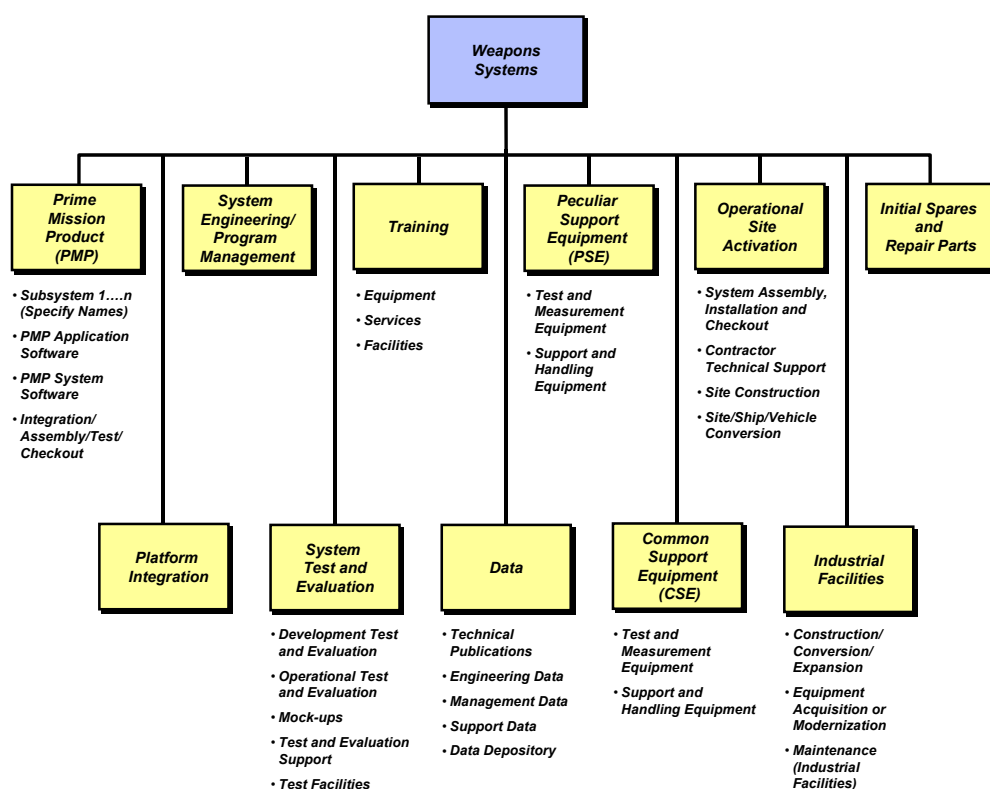 Weapons
Systems
Prime
Mission
Product
(PMP)
System
Engineering/
Program
Management
Training
Peculiar
Support
Equipment
(PSE)
Operational
Site
Activation
Initial Spares
and
Repair Parts
• Subsystem 1....n
(Specify Names)
• PMP Application
Software
• PMP System
Software
• Integration/
Assembly/Test/
Checkout
• Equipment
• Services
• Facilities
• Test and
Measurement
Equipment
• Support and
Handling
Equipment
• System Assembly,
Installation and
Checkout
• Contractor
Technical Support
• Site Construction
• Site/Ship/Vehicle
Conversion
Platform
Integration
System
Test and
Evaluation
Data
Common
Support
Equipment
(CSE)
Industrial
Facilities
• Development Test
and Evaluation
• Operational Test
and Evaluation
• Mock-ups
• Test and Evaluation
Support
• Test Facilities
• Technical
Publications
• Engineering Data
• Management Data
• Support Data
• Data Depository
• Test and
Measurement
Equipment
• Support and
Handling Equipment
• Construction/
Conversion/
Expansion
• Equipment
Acquisition or
Modernization
• Maintenance
(Industrial
Facilities)